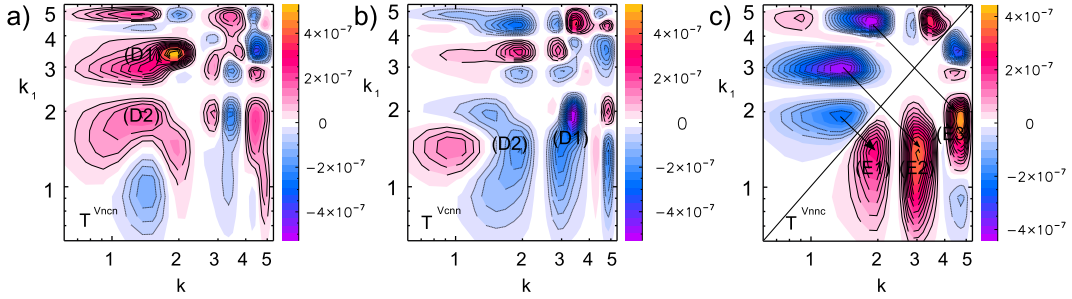 a)
5
4
3
2
1
k₁
(D1)
(D2)
T Vncn
1 2 3 4 5
k
4×10⁻⁷
2×10⁻⁷
0
−2×10⁻⁷
−4×10⁻⁷
b)
5
4
3
2
1
k₁
(D2) (D1)
T Vcnn
1 2 3 4 5
k
4×10⁻⁷
2×10⁻⁷
0
−2×10⁻⁷
−4×10⁻⁷
c)
5
4
3
2
1
k₁
(E3)
(E2)
T Vnnc
1 2 3 4 5
k
4×10⁻⁷
2×10⁻⁷
0
−2×10⁻⁷
−4×10⁻⁷